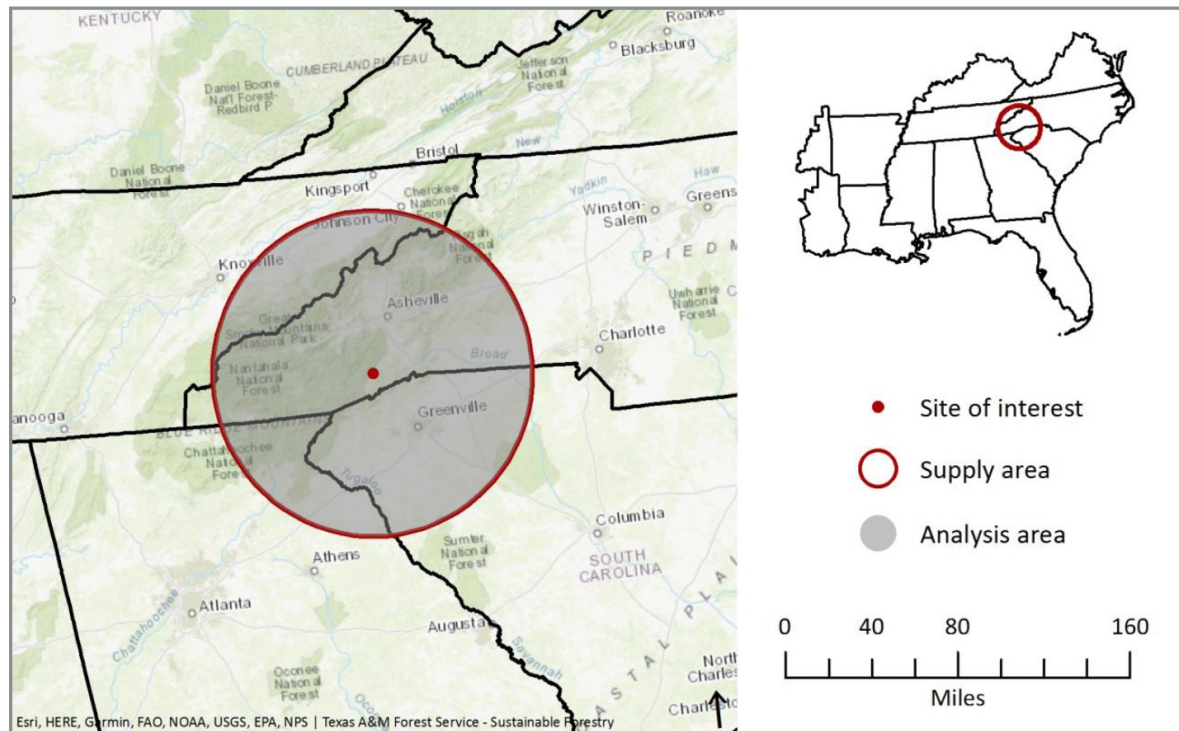 KENTUCKY
Roanoke
Blacksburg
CUMBERLAND PLATEAU
Jefferson
National
Forest
Daniel Boone
Nat'l Forest-
Redbird P
Holston
New
Daniel Boone
National
Forest
Bristol
Kingsport
Cherokee
National
Forest
Yadkin
Haw
Winston-
Salem
Greens
Johnson City
Knoxville
PIEDM
Asheville
Uwharrie
National
Forest
C
Great
Smoky Mountains
National Park
Charlotte
Broad
Nantahala
National
Forest
anooga
Greenville
BLUE RIDGE MOUNTAINS
Chattahoochee
National
Forest
Tugaloo
Columbia
Sumter
National
Forest
SOUTH
CAROLINA
Athens
Atlanta
Chattahoochee
Augusta
Savannah
Oconee
National
Forest
Ocon
ASTAL PLA
North
Charles
Charleston
Esri, HERE, Garmin, FAO, NOAA, USGS, EPA, NPS | Texas A&M Forest Service - Sustainable Forestry
Site of interest
Supply area
Analysis area
0 40 80 160
Miles